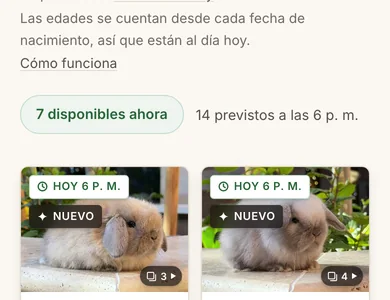 Las edades se cuentan desde cada fecha de
nacimiento, así que están al día hoy.
Cómo funciona
7 disponibles ahora
14 previstos a las 6 p. m.
HOY 6 P. M.
NUEVO
3
HOY 6 P. M.
NUEVO
4